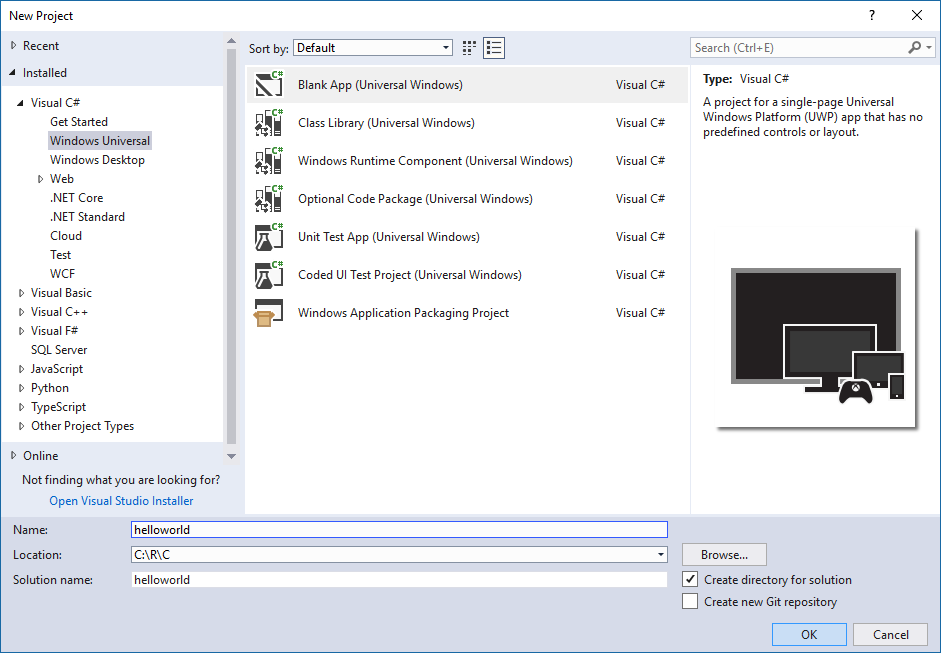 New Project
?
Recent
Installed
Visual C#
Get Started
Windows Universal
Windows Desktop
Web
.NET Core
.NET Standard
Cloud
Test
WCF
Visual Basic
Visual C++
Visual F#
SQL Server
JavaScript
Python
TypeScript
Other Project Types
Online
Not finding what you are looking for?
Open Visual Studio Installer
Sort by: Default
C# Blank App (Universal Windows) Visual C#
C# Class Library (Universal Windows) Visual C#
C# Windows Runtime Component (Universal Windows) Visual C#
C# Optional Code Package (Universal Windows) Visual C#
C# Unit Test App (Universal Windows) Visual C#
C# Coded UI Test Project (Universal Windows) Visual C#
Windows Application Packaging Project Visual C#
Search (Ctrl+E)
Type: Visual C#
A project for a single-page Universal
Windows Platform (UWP) app that has no
predefined controls or layout.
Name: helloworld
Location: C:\R\C
Browse...
Solution name: helloworld
Create directory for solution
Create new Git repository
OK Cancel